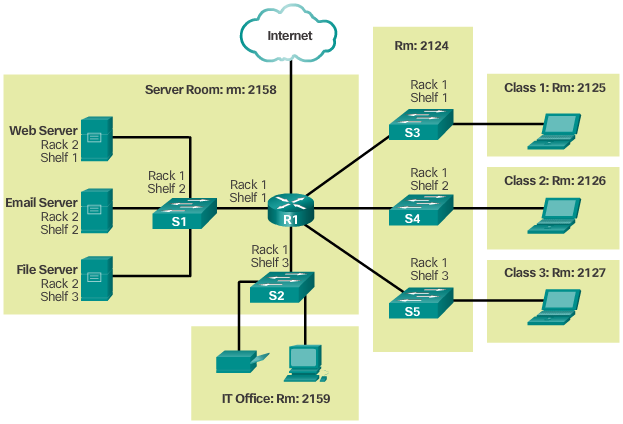 Internet
Rm: 2124
Server Room: rm: 2158
Rack 1
Shelf 1
S3
Class 1: Rm: 2125
Web Server
Rack 2
Shelf 1
Rack 1
Shelf 2
S1
Rack 1
Shelf 1
R1
Rack 1
Shelf 2
S4
Class 2: Rm: 2126
Email Server
Rack 2
Shelf 2
File Server
Rack 2
Shelf 3
Rack 1
Shelf 3
S2
Rack 1
Shelf 3
S5
Class 3: Rm: 2127
IT Office: Rm: 2159